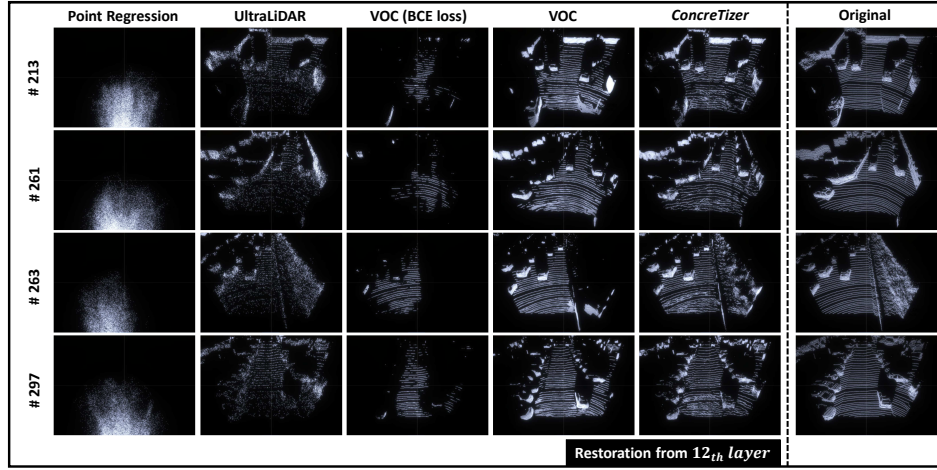 Point Regression UltraLiDAR VOC (BCE loss) VOC ConcreTizer Original
# 213
# 261
# 263
# 297
Restoration from 12th layer